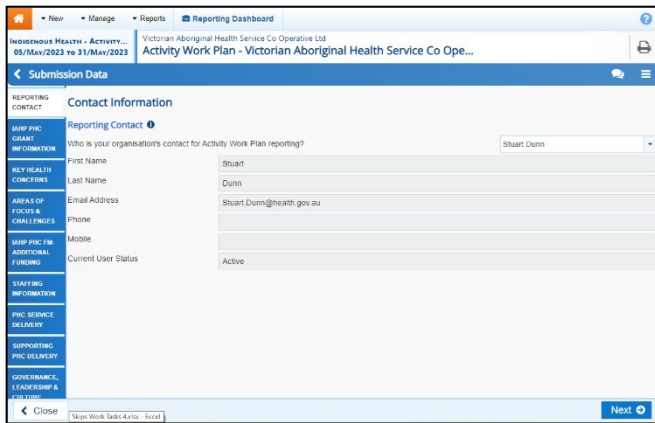 New Manage Reports Reporting Dashboard
INDIGENOUS HEALTH - ACTIVITY...
05/MAY/2023 TO 31/MAY/2023
Victorian Aboriginal Health Service Co Operative Ltd
Activity Work Plan - Victorian Aboriginal Health Service Co Ope...
Submission Data
REPORTING
CONTACT
IAHP PHC
GRANT
INFORMATION
KEY HEALTH
CONCERNS
AREAS OF
FOCUS &
CHALLENGES
IAHP PHC FM-
ADDITIONAL
FUNDING
STAFFING
INFORMATION
PHC SERVICE
DELIVERY
SUPPORTING
PHC DELIVERY
GOVERNANCE,
LEADERSHIP &
CULTURE
Contact Information
Reporting Contact
Who is your organisation's contact for Activity Work Plan reporting? Stuart Dunn
First Name Stuart
Last Name Dunn
Email Address Stuart.Dunn@health.gov.au
Phone
Mobile
Current User Status Active
Close
Skips Work Tasks 4.xlsx - Excel
Next